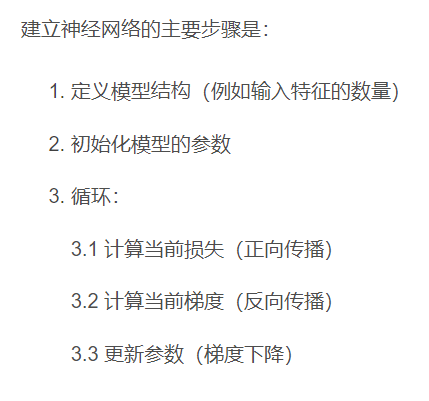 建立神经网络的主要步骤是：
1. 定义模型结构（例如输入特征的数量）
2. 初始化模型的参数
3. 循环：
3.1 计算当前损失（正向传播）
3.2 计算当前梯度（反向传播）
3.3 更新参数（梯度下降）